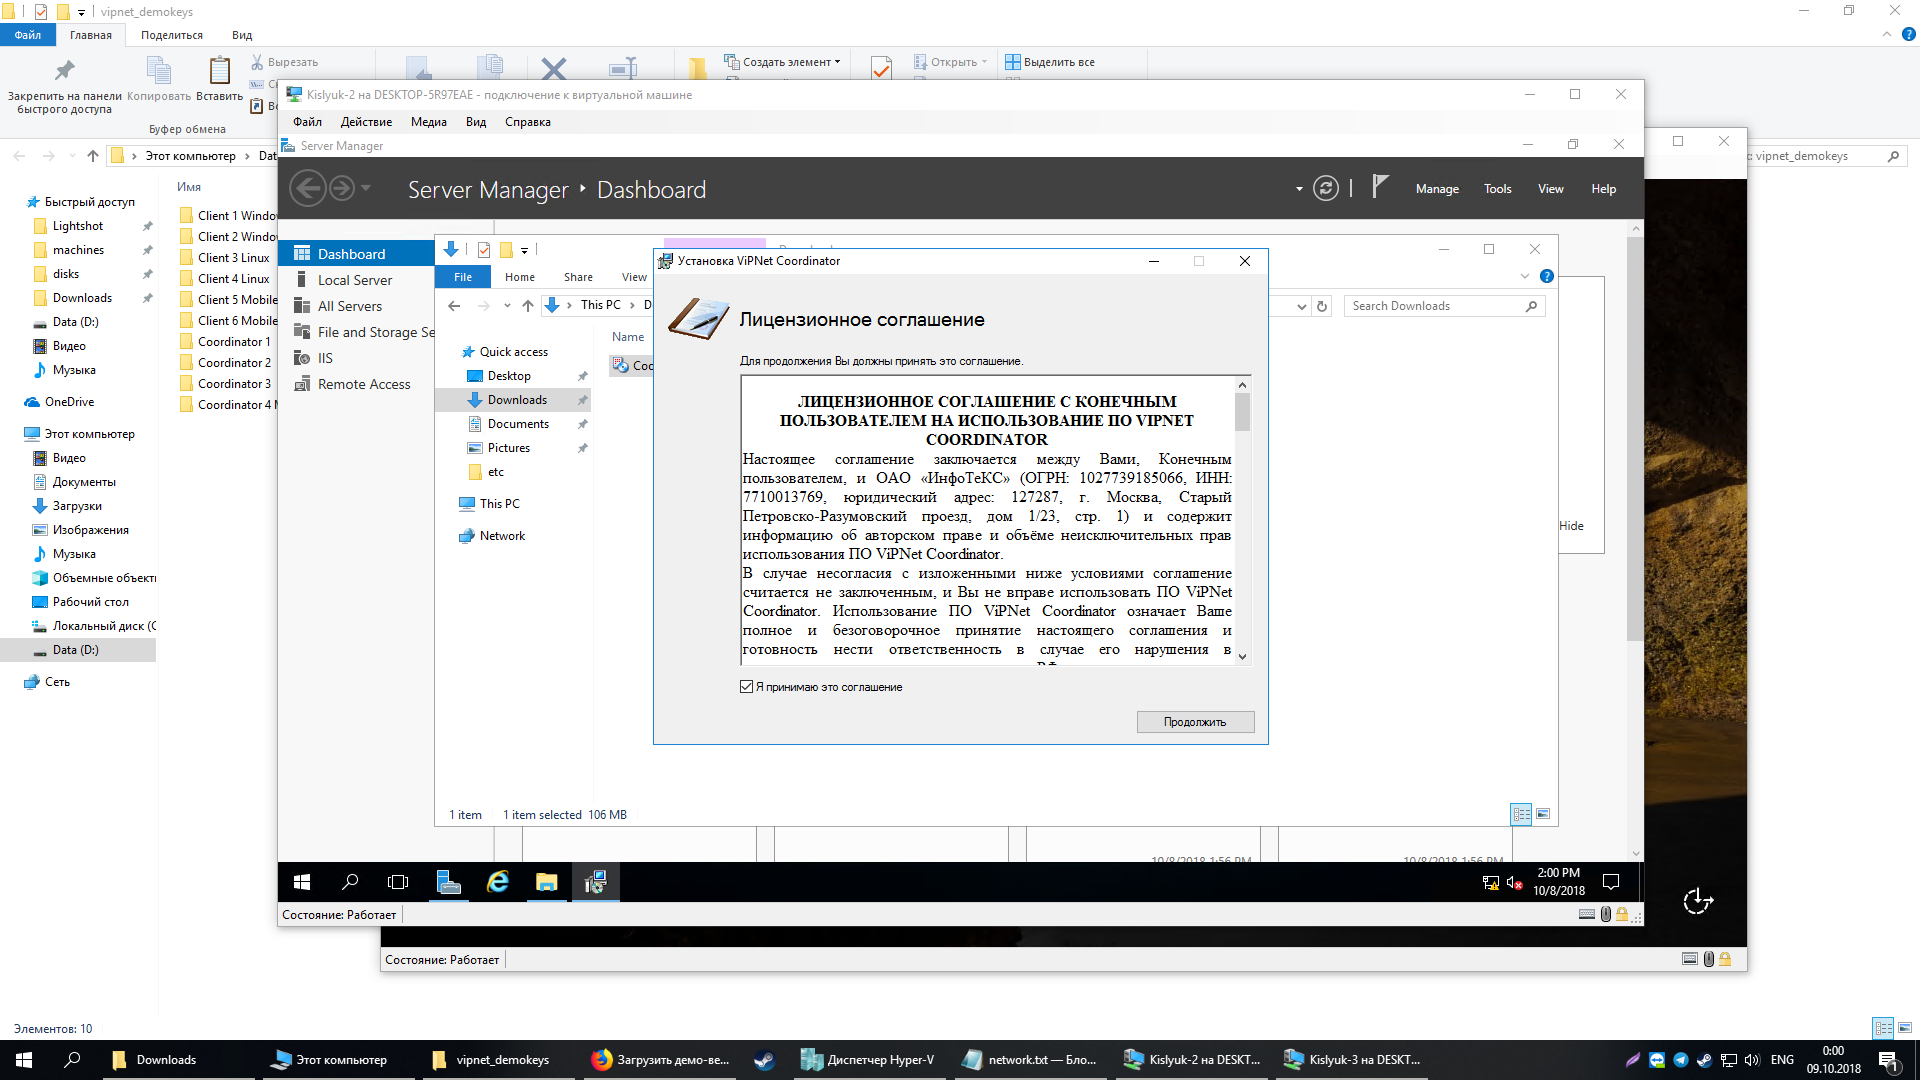 vipnet_demokeys
Файл
Главная
Поделиться
Вид
Закрепить на панели быстрого доступа
Копировать
Вставить
Вырезать
Создать элемент
Открыть
Выделить все
Буфер обмена
Этот компьютер
vipnet_demokeys
Имя
Быстрый доступ
Lightshot
machines
disks
Downloads
Data (D:)
Видео
Музыка
OneDrive
Этот компьютер
Видео
Документы
Загрузки
Изображения
Музыка
Объемные объекты
Рабочий стол
Локальный диск (C
Data (D:)
Сеть
Client 1 Windo
Client 2 Windo
Client 3 Linux
Client 4 Linux
Client 5 Mobile
Client 6 Mobile
Coordinator 1
Coordinator 2
Coordinator 3
Coordinator 4
Элементов: 10
Kislyuk-2 на DESKTOP-5R97EAE - подключение к виртуальной машине
Файл
Действие
Медиа
Вид
Справка
Server Manager
Server Manager
Dashboard
Manage
Tools
View
Help
Dashboard
Local Server
All Servers
File and Storage Se
IIS
Remote Access
File
Home
Share
View
This PC
Search Downloads
Name
Quick access
Desktop
Downloads
Documents
Pictures
etc
This PC
Network
1 item
1 item selected 106 MB
Hide
10/8/2018 1:56 PM
10/8/2018 1:56 PM
Установка ViPNet Coordinator
Лицензионное соглашение
Для продолжения Вы должны принять это соглашение.
ЛИЦЕНЗИОННОЕ СОГЛАШЕНИЕ С КОНЕЧНЫМ
ПОЛЬЗОВАТЕЛЕМ НА ИСПОЛЬЗОВАНИЕ ПО VIPNET
COORDINATOR
Настоящее соглашение заключается между Вами, Конечным
пользователем, и ОАО «ИнфоТеКС» (ОГРН: 1027739185066, ИНН:
7710013769, юридический адрес: 127287, г. Москва, Старый
Петровско-Разумовский проезд, дом 1/23, стр. 1) и содержит
информацию об авторском праве и объёме неисключительных прав
использования ПО ViPNet Coordinator.
В случае несогласия с изложенными ниже условиями соглашение
считается не заключенным, и Вы не вправе использовать ПО ViPNet
Coordinator. Использование ПО ViPNet Coordinator означает Ваше
полное и безоговорочное принятие настоящего соглашения и
готовность нести ответственность в случае его нарушения в
Я принимаю это соглашение
Продолжить
2:00 PM
10/8/2018
Состояние: Работает
Состояние: Работает
Downloads
Этот компьютер
vipnet_demokeys
Загрузить демо-ве...
Диспетчер Hyper-V
network.txt — Бло...
Kislyuk-2 на DESKT...
Kislyuk-3 на DESKT...
ENG
0:00
09.10.2018
1